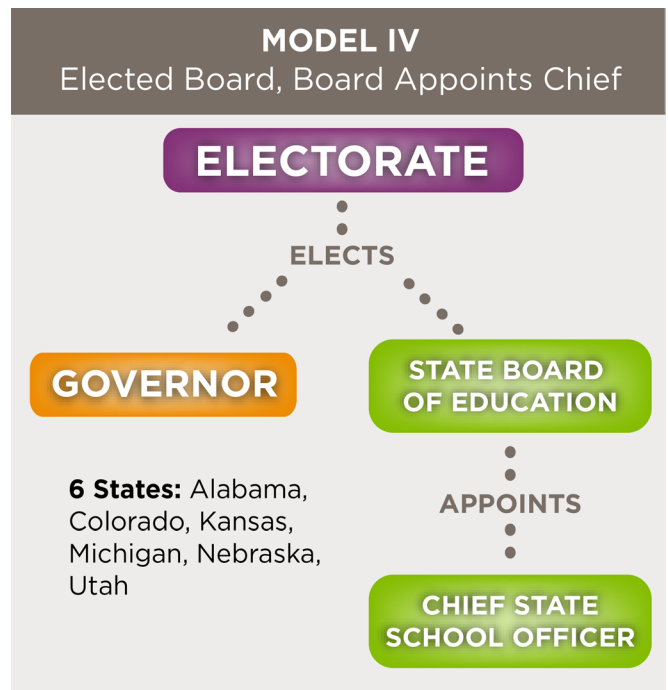 MODEL IV
Elected Board, Board Appoints Chief
ELECTORATE
ELECTS
GOVERNOR
STATE BOARD
OF EDUCATION
6 States: Alabama,
Colorado, Kansas,
Michigan, Nebraska,
Utah
APPOINTS
CHIEF STATE
SCHOOL OFFICER